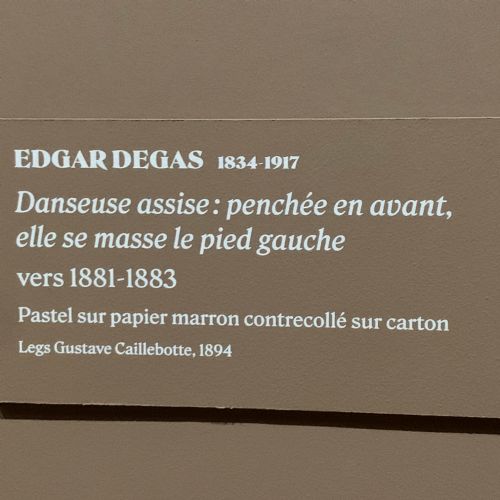 EDGAR DEGAS 1834-1917
Danseuse assise : penchée en avant,
elle se masse le pied gauche
vers 1881-1883
Pastel sur papier marron contrecollé sur carton
Legs Gustave Caillebotte, 1894